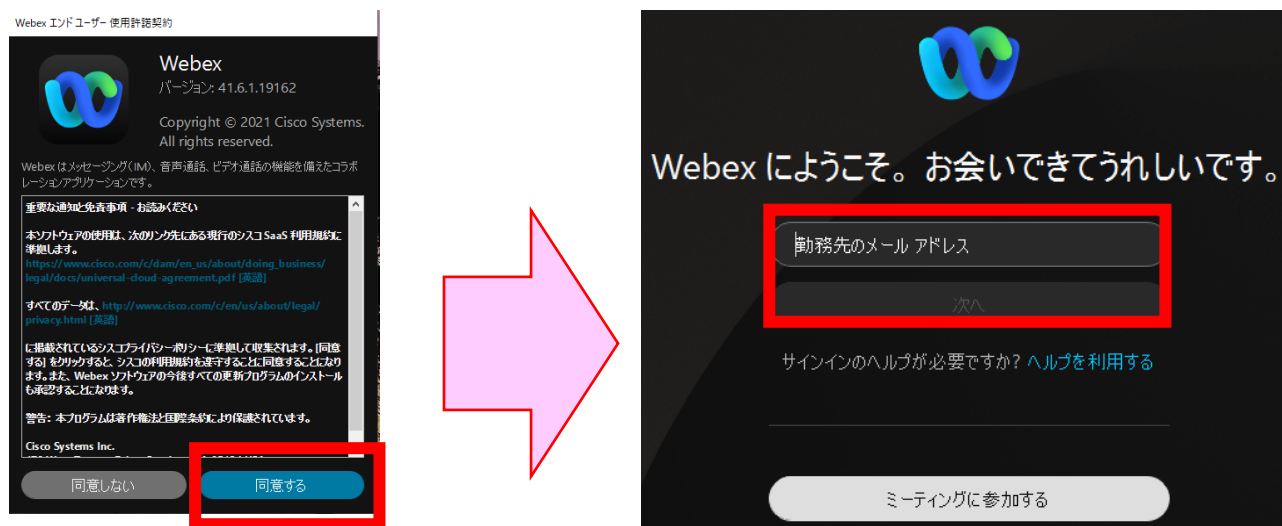 Webex エンド ユーザー 使用許諾契約
Webex
バージョン: 41.6.1.19162
Copyright © 2021 Cisco Systems.
All rights reserved.
Webex はメッセージング(IM)、音声通話、ビデオ通話の機能を備えたコラボ
レーションアプリケーションです。
重要な通知と免責事項 - お読みください
本ソフトウェアの使用は、次のリンク先にある現行のシスコ SaaS 利用規約に
準拠します。
https://www.cisco.com/c/dam/en_us/about/doing_business/
legal/docs/universal-cloud-agreement.pdf [英語]
すべてのデータは、http://www.cisco.com/c/en/us/about/legal/
privacy.html [英語]
に掲載されているシスコプライバシーポリシーに準拠して収集されます。[同意
する] をクリックすると、シスコの利用規約を遵守することに同意することになり
ます。また、Webex ソフトウェアの今後すべての更新プログラムのインストール
も承認することになります。
警告: 本プログラムは著作権法と国際条約により保護されています。
Cisco Systems Inc.
同意しない
同意する
Webex にようこそ。お会いできてうれしいです。
勤務先のメール アドレス
次へ
サインインのヘルプが必要ですか? ヘルプを利用する
ミーティングに参加する